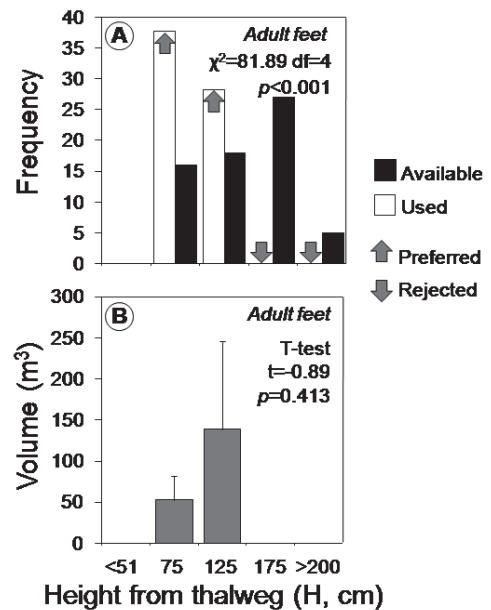 A
Adult feet
χ²=81.89 df=4
p<0.001
Frequency
40
35
30
25
20
15
10
5
0
Available
Used
Preferred
Rejected
B
Adult feet
T-test
t=-0.89
p=0.413
Volume (m³)
300
250
200
150
100
50
0
<51 75 125 175 >200
Height from thalweg (H, cm)